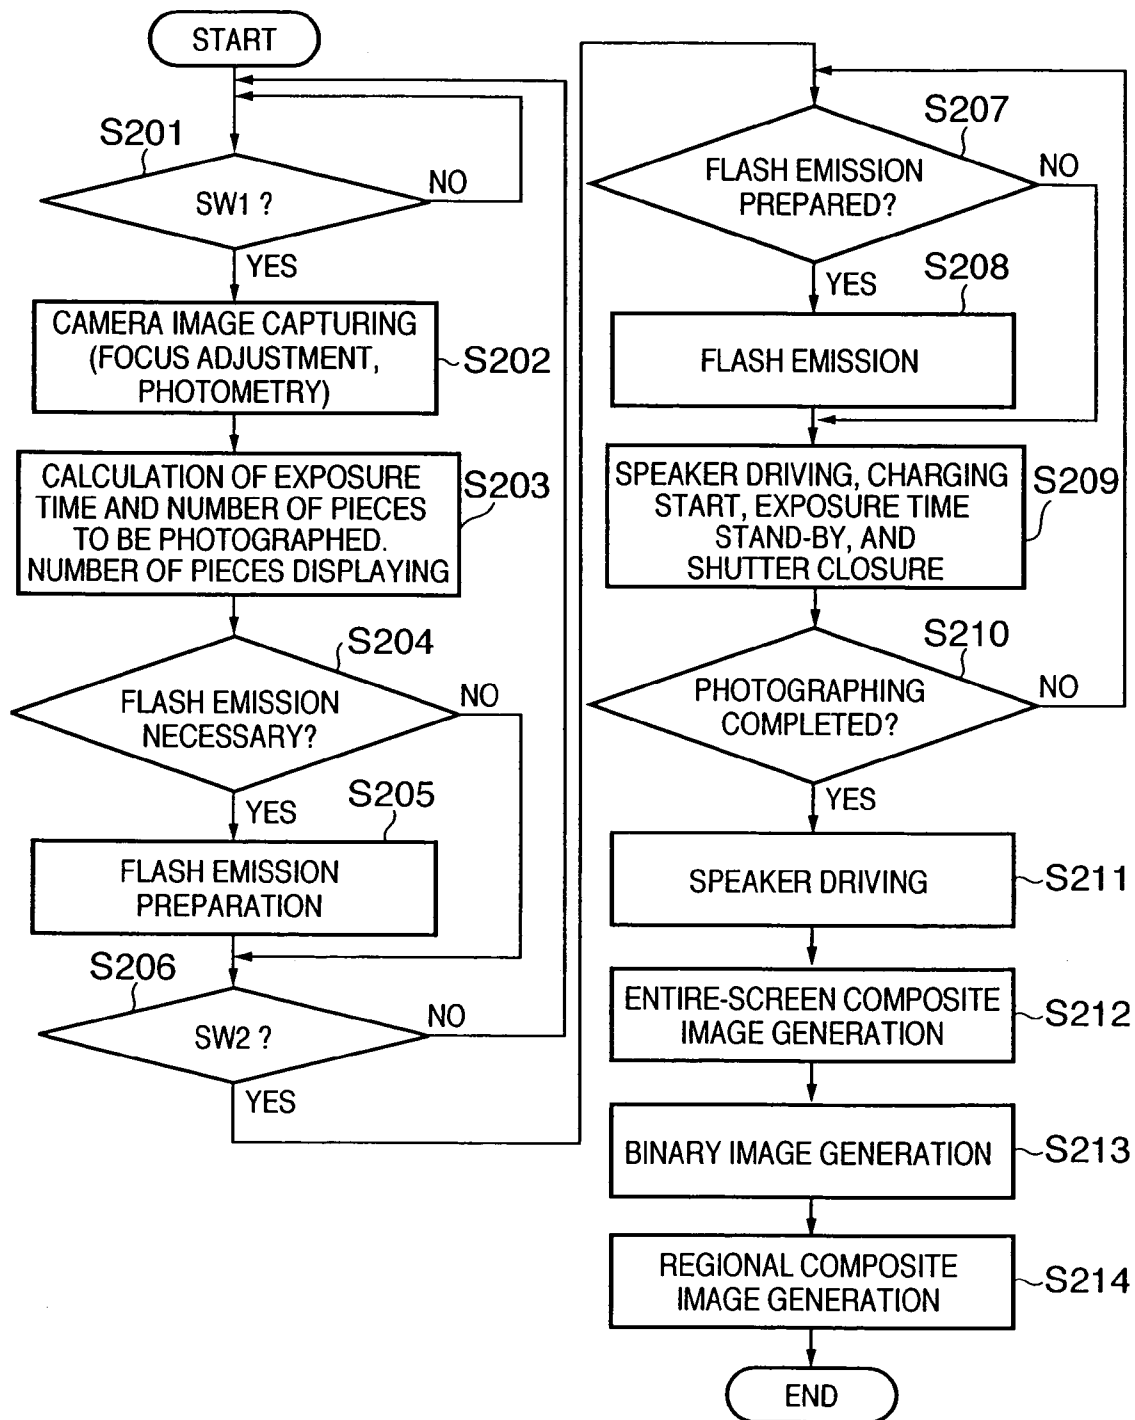 START
S201
SW1 ?
NO
YES
CAMERA IMAGE CAPTURING
(FOCUS ADJUSTMENT,
PHOTOMETRY)
S202
CALCULATION OF EXPOSURE
TIME AND NUMBER OF PIECES
TO BE PHOTOGRAPHED.
NUMBER OF PIECES DISPLAYING
S203
S204
FLASH EMISSION
NECESSARY?
NO
YES
S205
FLASH EMISSION
PREPARATION
S206
SW2 ?
NO
YES
S207
FLASH EMISSION
PREPARED?
NO
YES
S208
FLASH EMISSION
SPEAKER DRIVING, CHARGING
START, EXPOSURE TIME
STAND-BY, AND
SHUTTER CLOSURE
S209
S210
PHOTOGRAPHING
COMPLETED?
NO
YES
SPEAKER DRIVING
S211
ENTIRE-SCREEN COMPOSITE
IMAGE GENERATION
S212
BINARY IMAGE GENERATION
S213
REGIONAL COMPOSITE
IMAGE GENERATION
S214
END